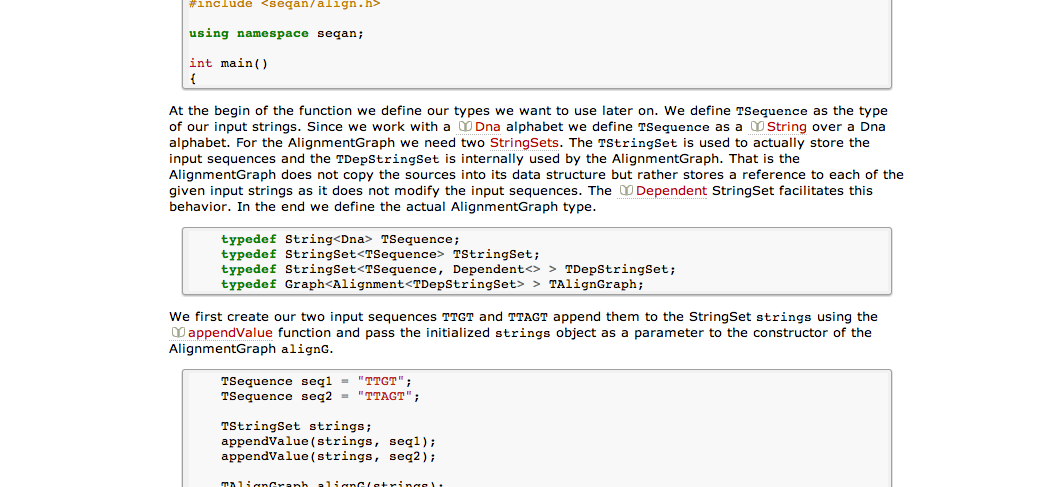 #include <seqan/align.h>
using namespace seqan;
int main()
{
At the begin of the function we define our types we want to use later on. We define TSequence as the type
of our input strings. Since we work with a Dna alphabet we define TSequence as a String over a Dna
alphabet. For the AlignmentGraph we need two StringSets. The TStringSet is used to actually store the
input sequences and the TDepStringSet is internally used by the AlignmentGraph. That is the
AlignmentGraph does not copy the sources into its data structure but rather stores a reference to each of the
given input strings as it does not modify the input sequences. The Dependent StringSet facilitates this
behavior. In the end we define the actual AlignmentGraph type.
typedef String<Dna> TSequence;
typedef StringSet<TSequence> TStringSet;
typedef StringSet<TSequence, Dependent<> > TDepStringSet;
typedef Graph<Alignment<TDepStringSet> > TAlignGraph;
We first create our two input sequences TTGT and TTAGT append them to the StringSet strings using the
appendValue function and pass the initialized strings object as a parameter to the constructor of the
AlignmentGraph alignG.
TSequence seq1 = "TTGT";
TSequence seq2 = "TTAGT";
TStringSet strings;
appendValue(strings, seq1);
appendValue(strings, seq2);
TAlignGraph alignG(strings);